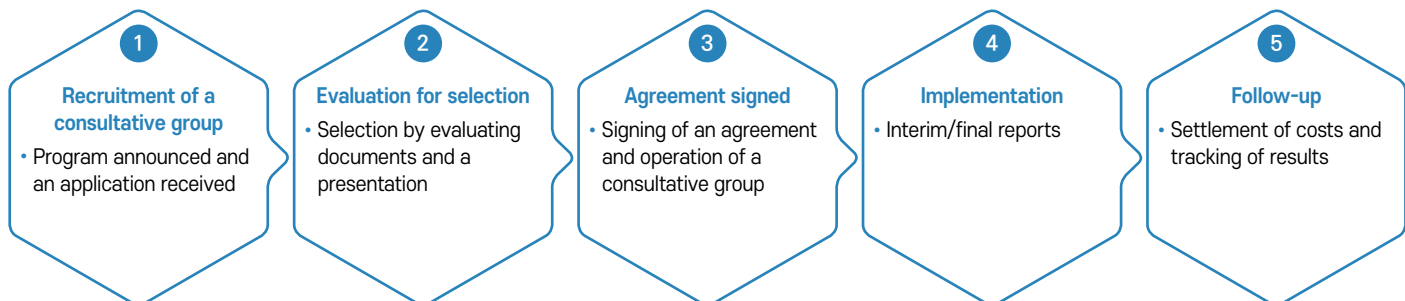 1
Recruitment of a
consultative group
• Program announced and
an application received
2
Evaluation for selection
• Selection by evaluating
documents and a
presentation
3
Agreement signed
• Signing of an agreement
and operation of a
consultative group
4
Implementation
• Interim/final reports
5
Follow-up
• Settlement of costs and
tracking of results